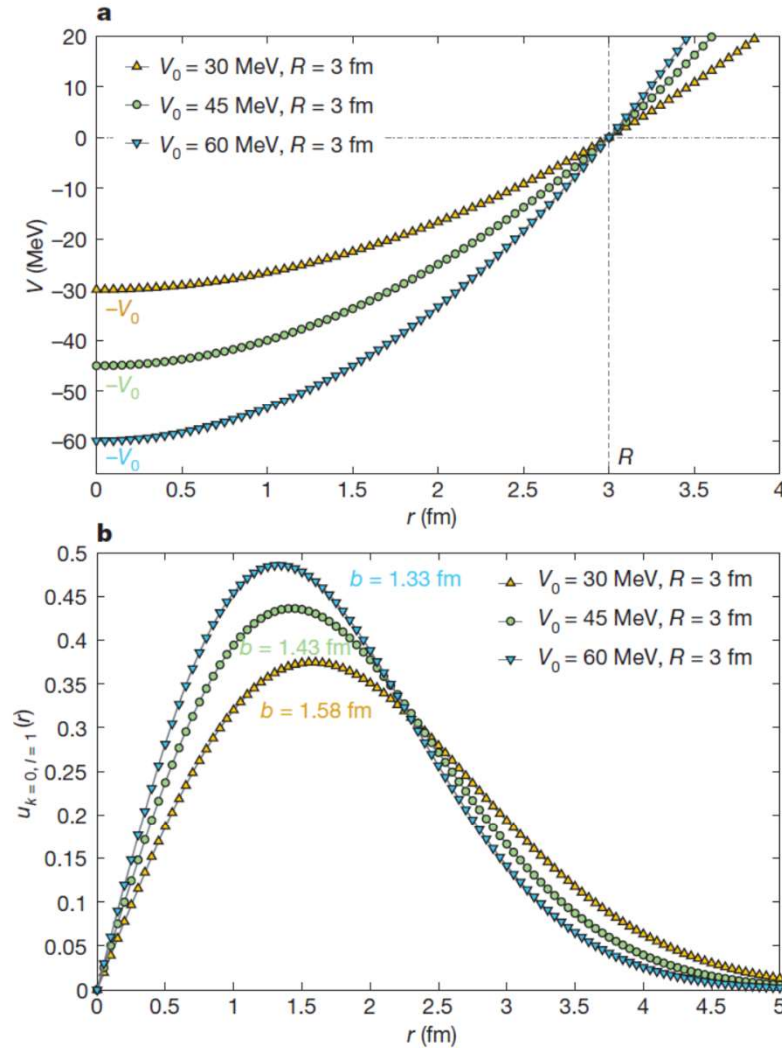 a
20
10
0
−10
−20
−30
−40
−50
−60
V (MeV)
V₀ = 30 MeV, R = 3 fm
V₀ = 45 MeV, R = 3 fm
V₀ = 60 MeV, R = 3 fm
−V₀
−V₀
−V₀
R
0 0.5 1 1.5 2 2.5 3 3.5 4
r (fm)
b
0.5
0.45
0.4
0.35
0.3
0.25
0.2
0.15
0.1
0.05
0
uₖ ₌ ₀, ₗ ₌ ₁(r)
b = 1.33 fm
b = 1.43 fm
b = 1.58 fm
V₀ = 30 MeV, R = 3 fm
V₀ = 45 MeV, R = 3 fm
V₀ = 60 MeV, R = 3 fm
0 0.5 1 1.5 2 2.5 3 3.5 4 4.5 5
r (fm)